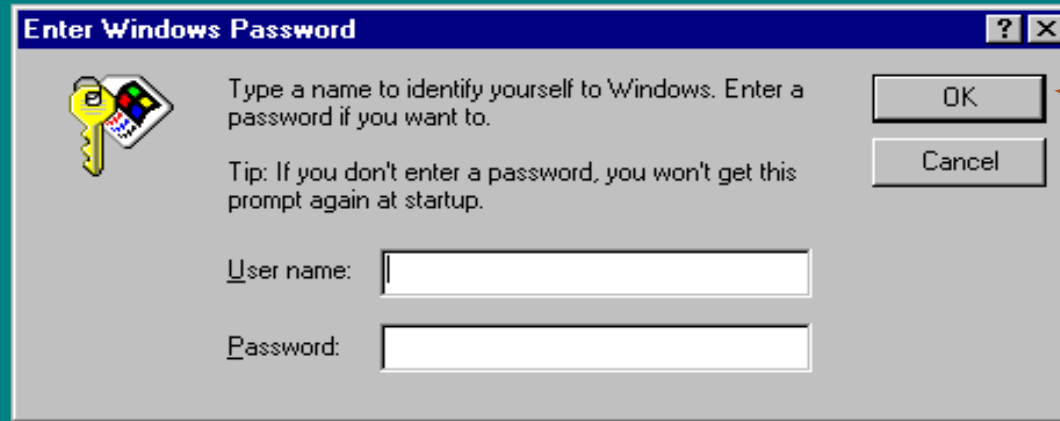 Enter Windows Password
Type a name to identify yourself to Windows. Enter a
password if you want to.
OK
Cancel
Tip: If you don't enter a password, you won't get this
prompt again at startup.
User name:
Password: